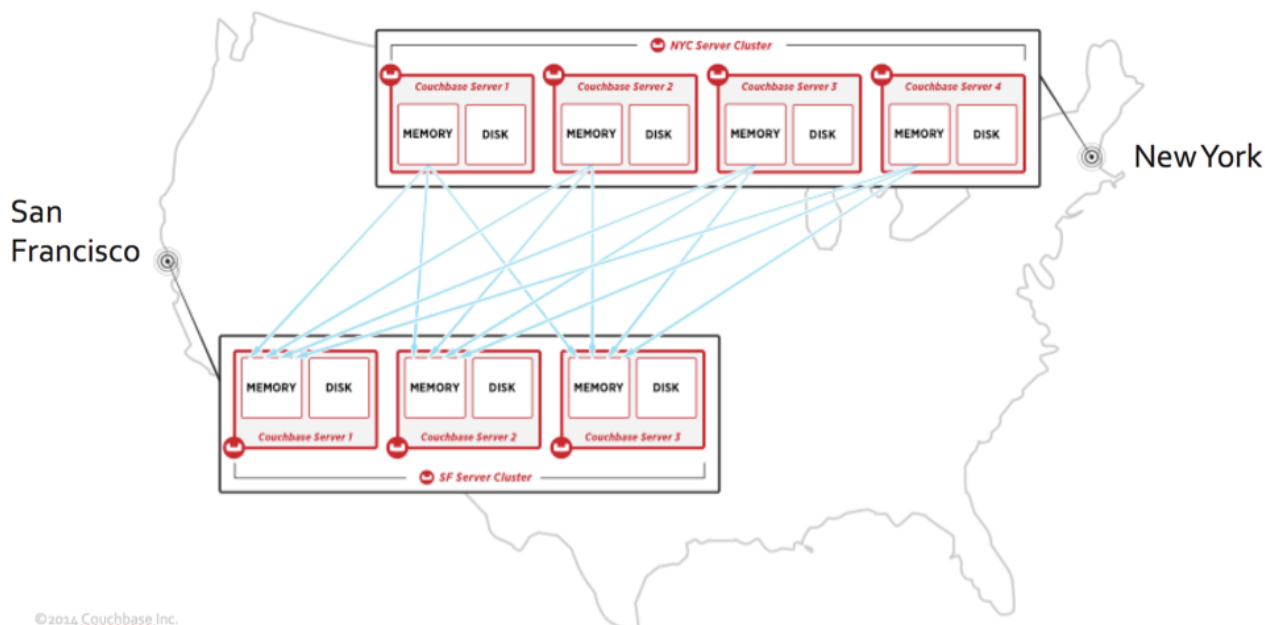 NYC Server Cluster
Couchbase Server 1
Couchbase Server 2
Couchbase Server 3
Couchbase Server 4
MEMORY
DISK
MEMORY
DISK
MEMORY
DISK
MEMORY
DISK
New York
San
Francisco
MEMORY
DISK
MEMORY
DISK
MEMORY
DISK
Couchbase Server 1
Couchbase Server 2
Couchbase Server 3
SF Server Cluster
©2014 Couchbase Inc.